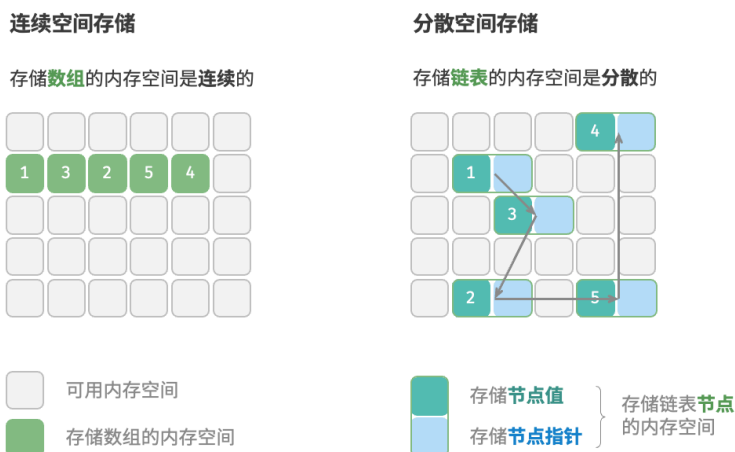 连续空间存储
存储数组的内存空间是连续的
1 3 2 5 4
可用内存空间
存储数组的内存空间
分散空间存储
存储链表的内存空间是分散的
4
1
3
2 5
存储节点值
存储节点指针
存储链表节点
的内存空间